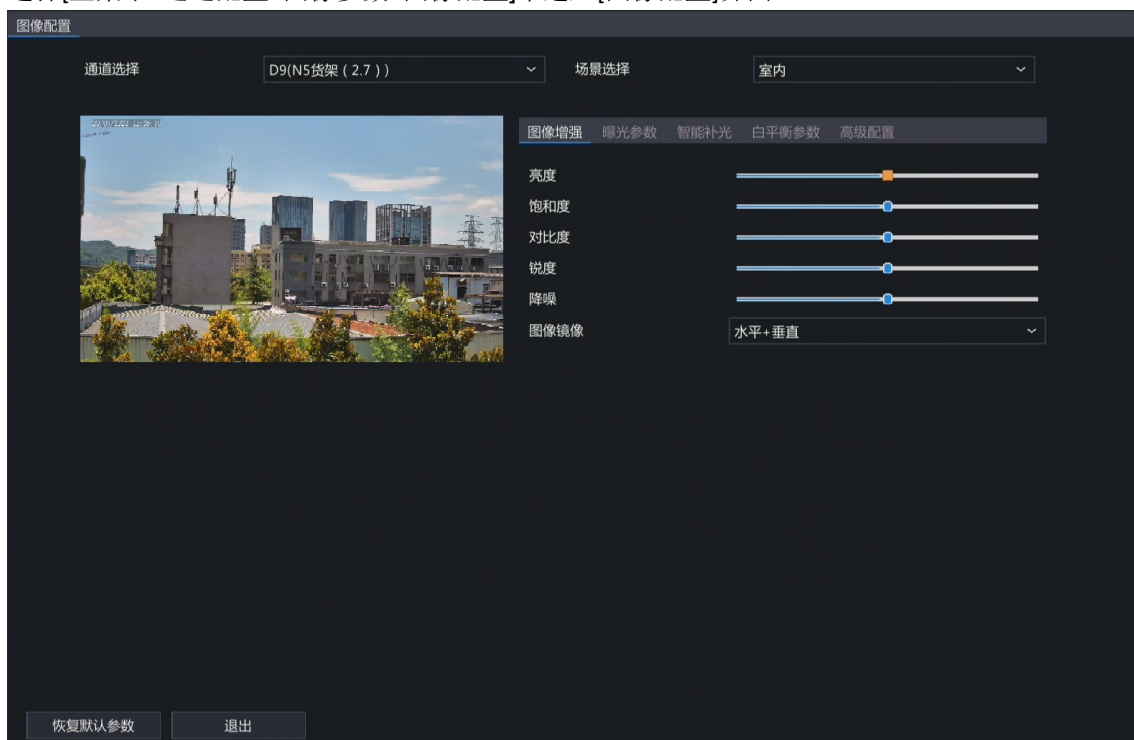 图像配置
通道选择 D9(N5货架（2.7）) 场景选择 室内
图像增强 曝光参数 智能补光 白平衡参数 高级配置
亮度
饱和度
对比度
锐度
降噪
图像镜像 水平+垂直
恢复默认参数 退出